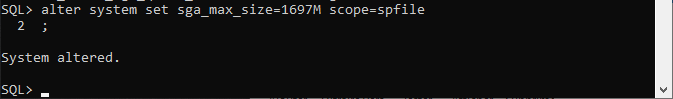 SQL> alter system set sga_max_size=1697M scope=spfile
  2  ;
System altered.
SQL>